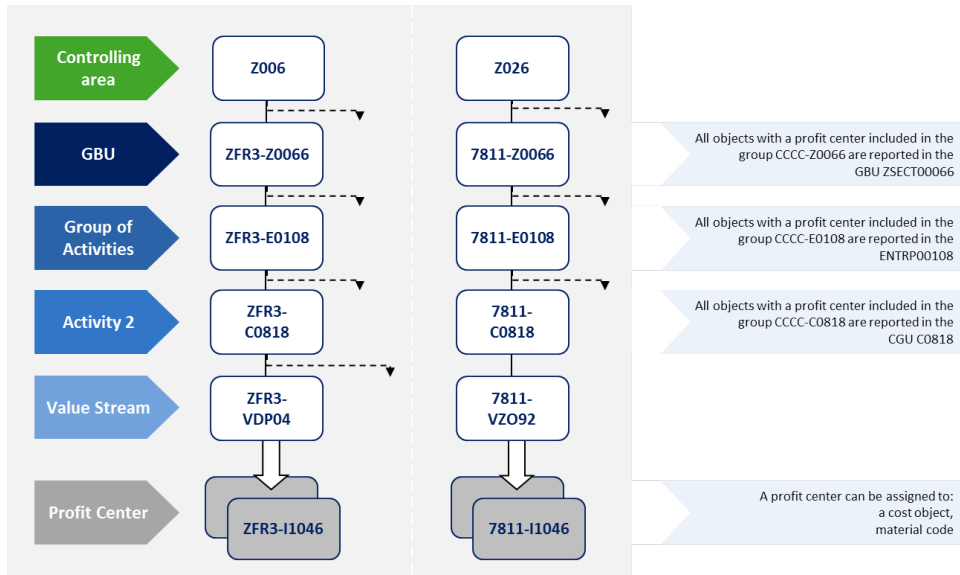 Controlling
area
Z006
Z026
GBU
ZFR3-Z0066
7811-Z0066
All objects with a profit center included in the
group CCCC-Z0066 are reported in the
GBU ZSECT00066
Group of
Activities
ZFR3-E0108
7811-E0108
All objects with a profit center included in the
group CCCC-E0108 are reported in the
ENTRP00108
Activity 2
ZFR3-
C0818
7811-
C0818
All objects with a profit center included in the
group CCCC-C0818 are reported in the
CGU C0818
Value Stream
ZFR3-
VDP04
7811-
VZO92
Profit Center
ZFR3-I1046
7811-I1046
A profit center can be assigned to:
a cost object,
material code